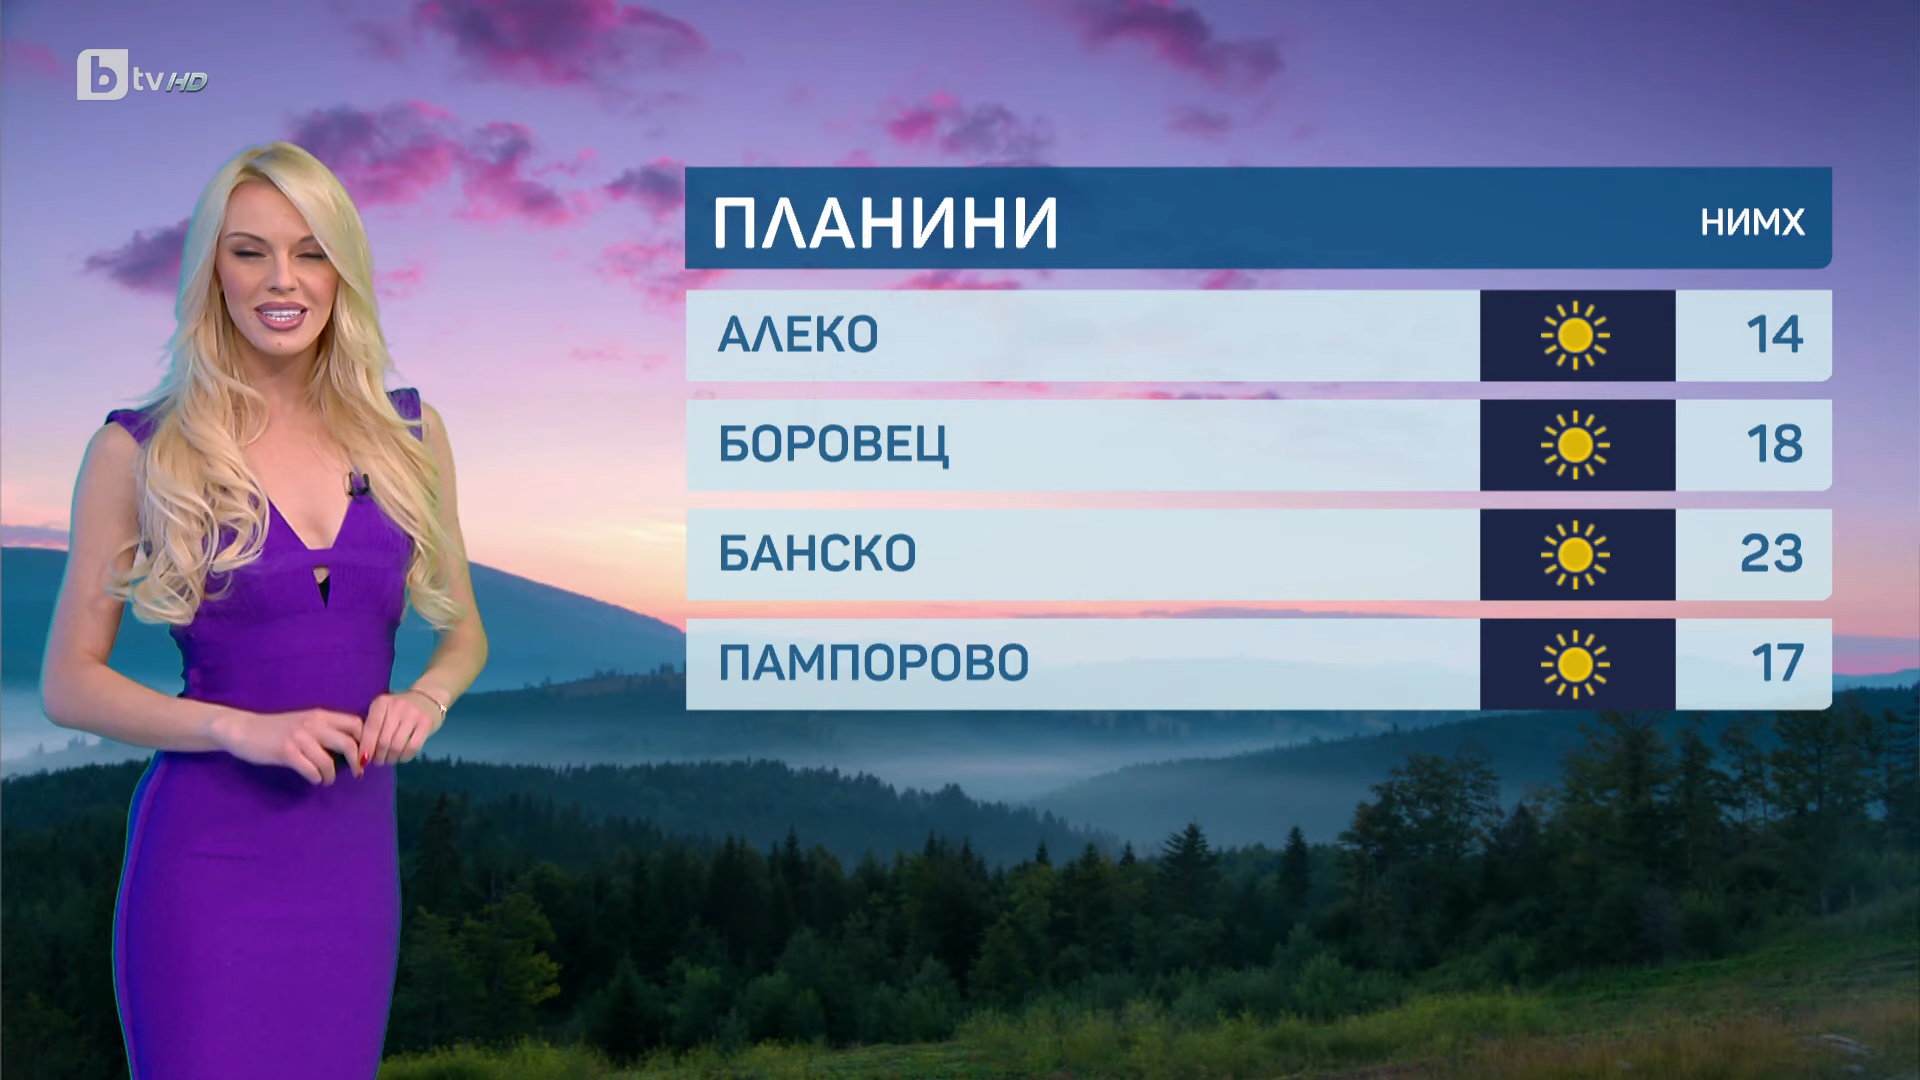 btv HD
ПЛАНИНИ
НИМХ
АЛЕКО 14
БОРОВЕЦ 18
БАНСКО 23
ПАМПОРОВО 17